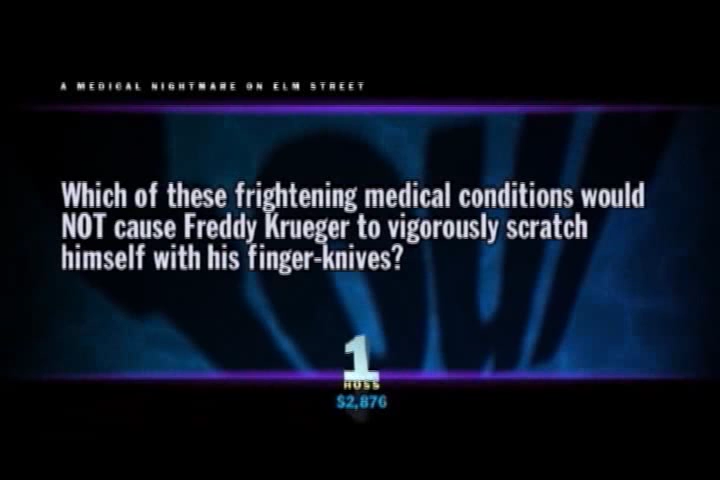 A MEDICAL NIGHTMARE ON ELM STREET
Which of these frightening medical conditions would
NOT cause Freddy Krueger to vigorously scratch
himself with his finger-knives?
1
HOSS
$2,876